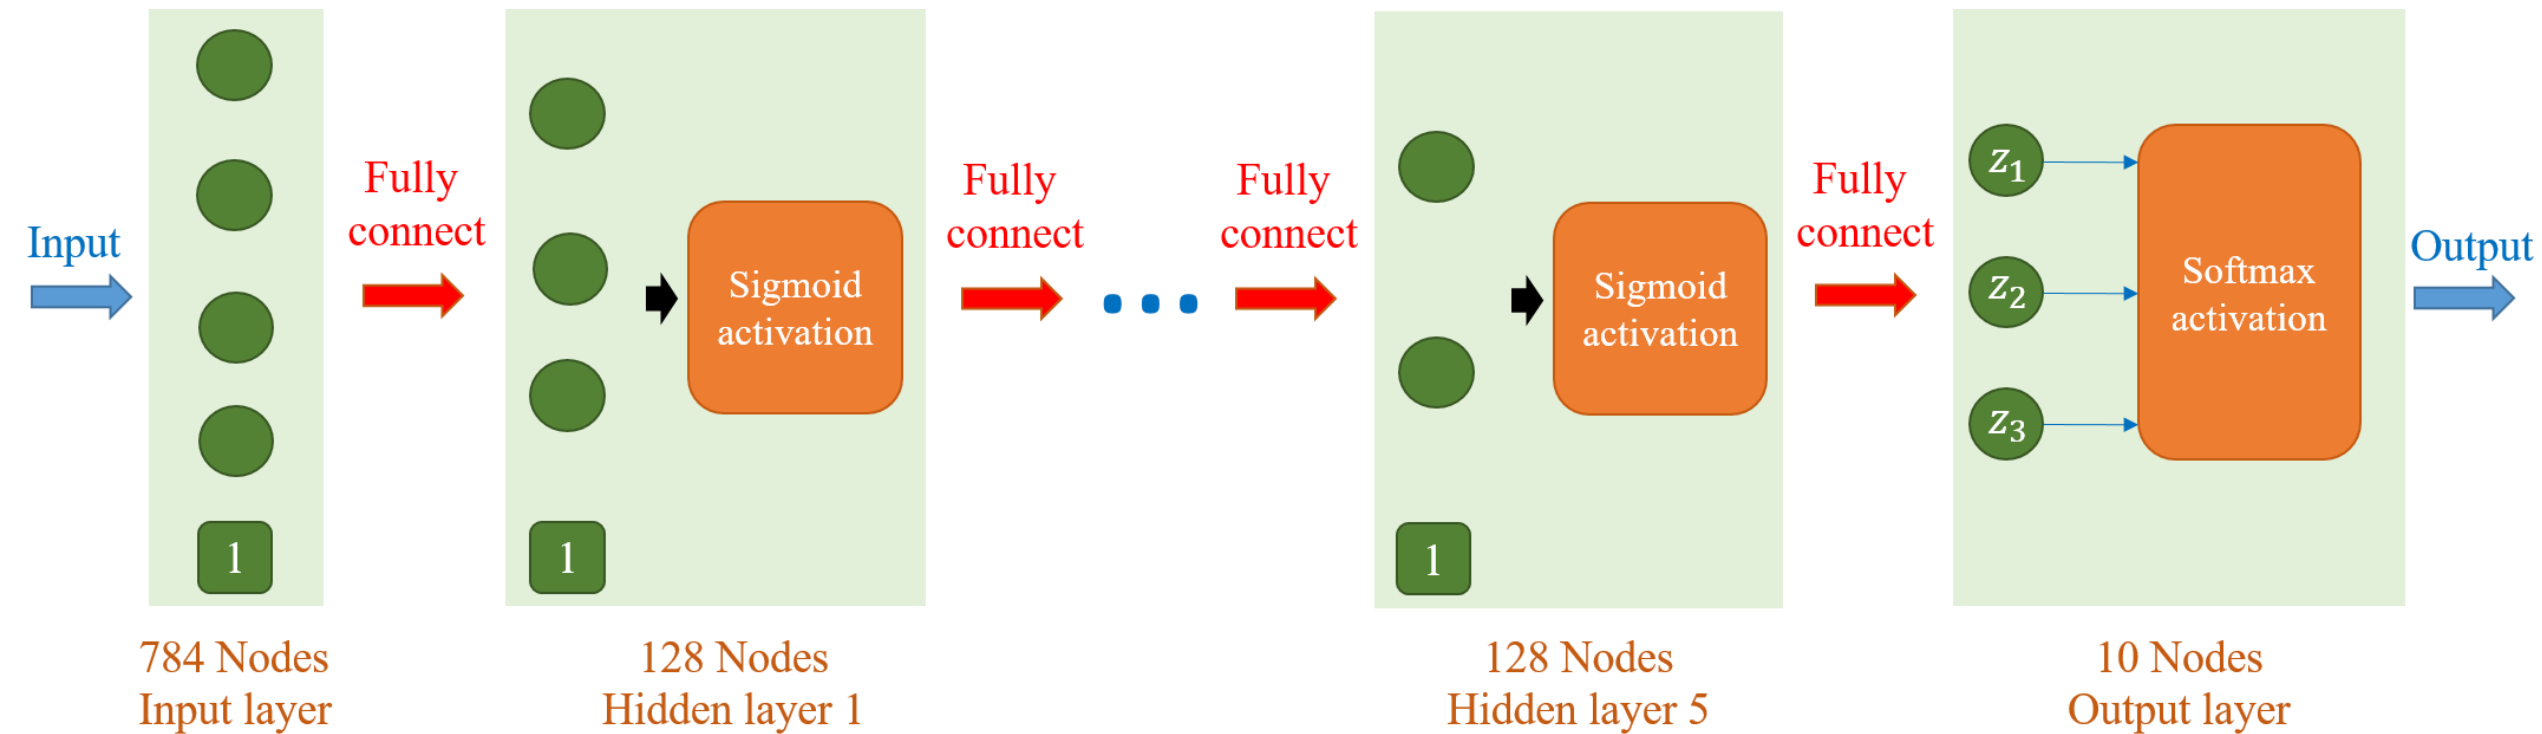 Input
1
784 Nodes
Input layer
Fully
connect
1
Sigmoid
activation
128 Nodes
Hidden layer 1
Fully
connect
Fully
connect
1
Sigmoid
activation
128 Nodes
Hidden layer 5
Fully
connect
z₁
z₂
z₃
Softmax
activation
10 Nodes
Output layer
Output